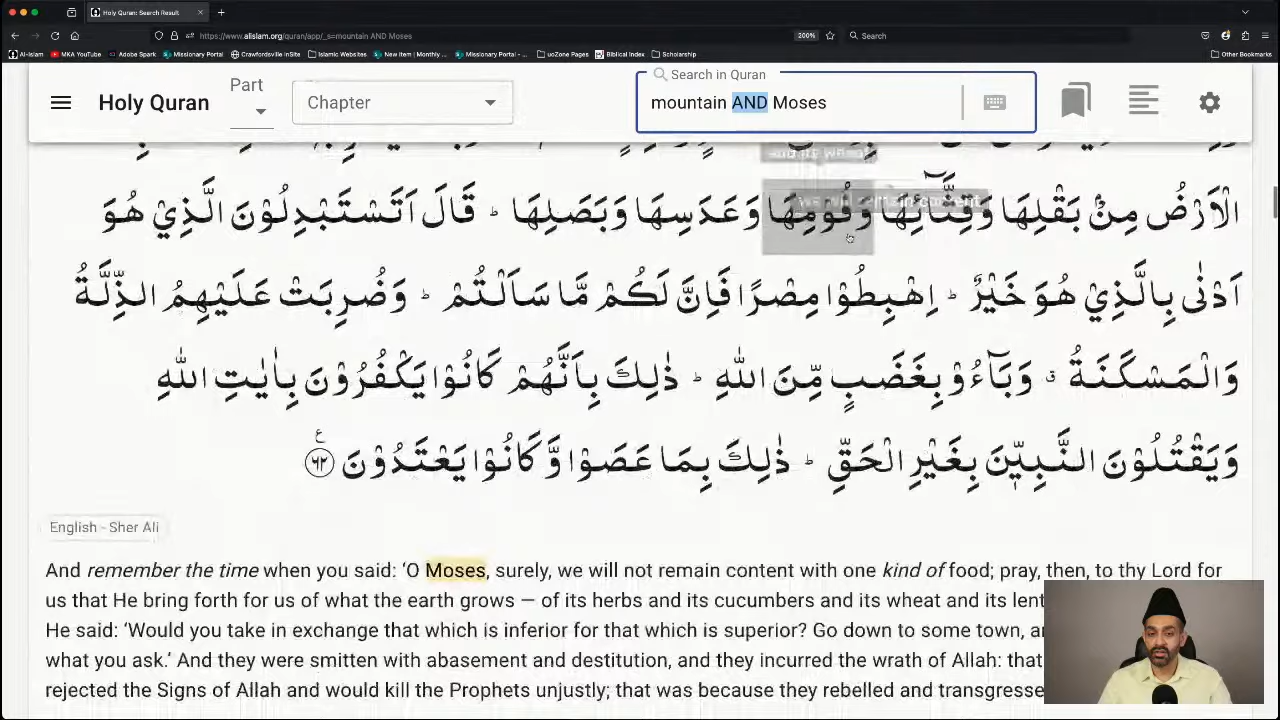 Holy Quran: Search Result
https://www.alislam.org/quran/app/_s=mountain AND Moses
200%
Search
Al-Islam
MKA YouTube
Adobe Spark
Missionary Portal
Crawfordsville InSite
Islamic Websites
New item | Monthly ...
Missionary Portal - ...
uoZone Pages
Biblical Index
Scholarship
Other Bookmarks
Holy Quran
Part
Chapter
Search in Quran
mountain AND Moses
الۡاَرۡضُ مِنۡۢ بَقۡلِہَا وَقِثَّآئِہَا وَفُوۡمِہَا وَعَدَسِہَا وَبَصَلِہَا ؕ قَالَ اَتَسۡتَبۡدِلُوۡنَ الَّذِیۡ ہُوَ
اَدۡنٰی بِالَّذِیۡ ہُوَ خَیۡرٌ ؕ اِہۡبِطُوۡا مِصۡرًا فَاِنَّ لَکُمۡ مَّا سَاَلۡتُمۡ ؕ وَضُرِبَتۡ عَلَیۡہِمُ الذِّلَّۃُ
وَالۡمَسۡکَنَۃُ ٭ وَبَآءُوۡ بِغَضَبٍ مِّنَ اللّٰہِ ؕ ذٰلِکَ بِاَنَّہُمۡ کَانُوۡا یَکۡفُرُوۡنَ بِاٰیٰتِ اللّٰہِ
وَیَقۡتُلُوۡنَ النَّبِیّٖنَ بِغَیۡرِ الۡحَقِّ ؕ ذٰلِکَ بِمَا عَصَوۡا وَّکَانُوۡا یَعۡتَدُوۡنَ ﴿۶۲﴾
English - Sher Ali
And remember the time when you said: ‘O Moses, surely, we will not remain content with one kind of food; pray, then, to thy Lord for
us that He bring forth for us of what the earth grows — of its herbs and its cucumbers and its wheat and its lent
He said: ‘Would you take in exchange that which is inferior for that which is superior? Go down to some town, an
what you ask.’ And they were smitten with abasement and destitution, and they incurred the wrath of Allah: that
rejected the Signs of Allah and would kill the Prophets unjustly; that was because they rebelled and transgresse